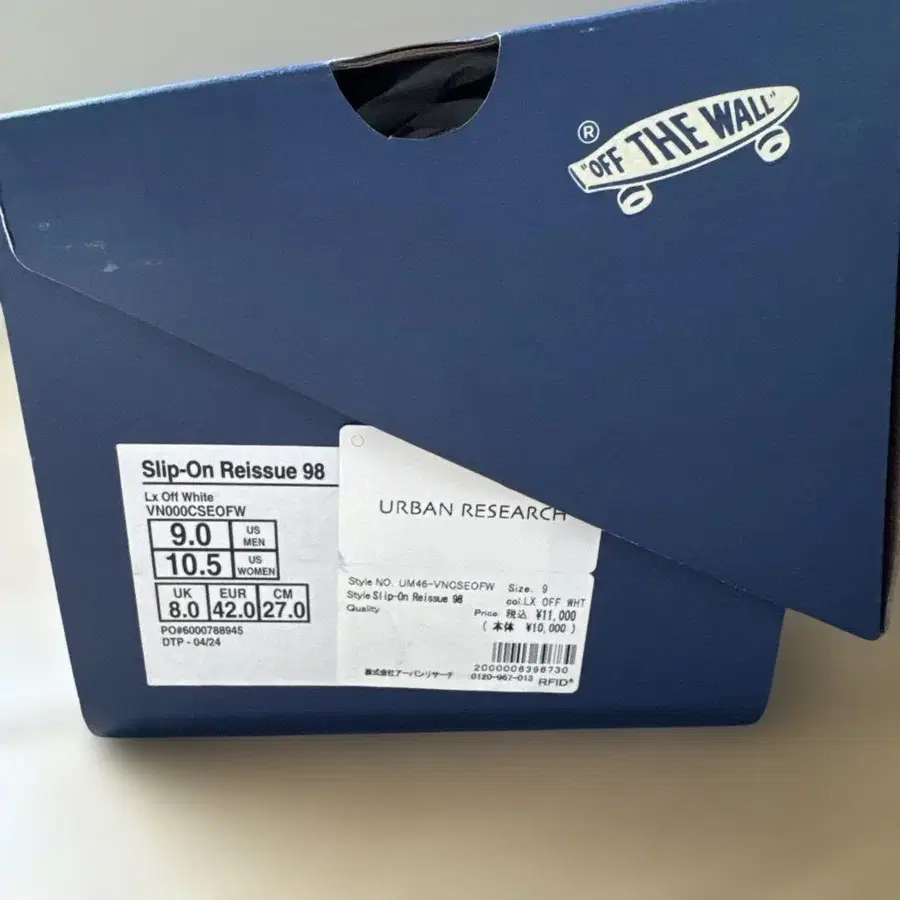 ®
"OFF THE WALL"
Slip-On Reissue 98
Lx Off White
VN000CSEOFW
9.0 US MEN
10.5 US WOMEN
UK EUR CM
8.0 42.0 27.0
PO#6000788945
DTP - 04/24
URBAN RESEARCH
Style NO. UM46-VNCSEOFW Size. 9
Style Slip-On Reissue 98 col.LX OFF WHT
Quality Price 税込 ¥11,000
( 本体 ¥10,000 )
2000006396730
株式会社アーバンリサーチ 0120-967-013 RFID